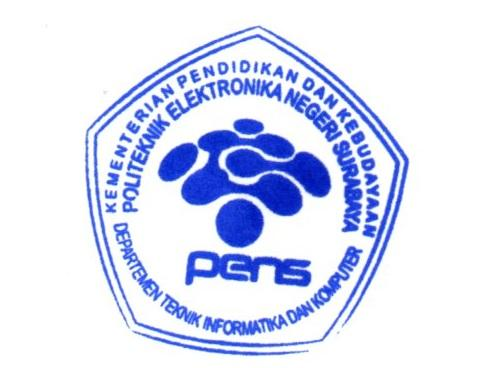 KEMENTERIAN PENDIDIKAN DAN KEBUDAYAAN
POLITEKNIK ELEKTRONIKA NEGERI SURABAYA
pens
DEPARTEMEN TEKNIK INFORMATIKA DAN KOMPUTER